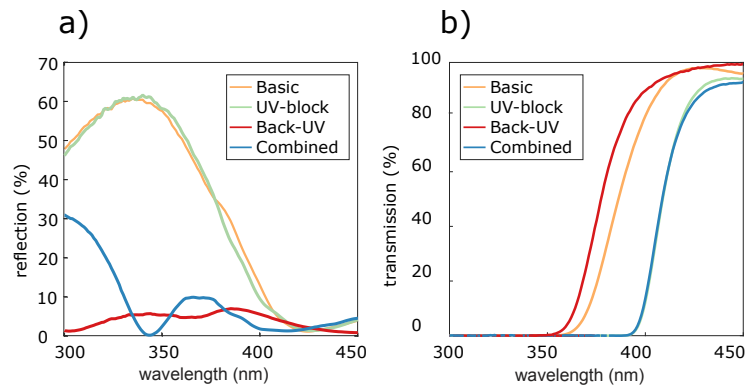 a)
reflection (%)
70
60
50
40
30
20
10
0
300
350
400
450
wavelength (nm)
Basic
UV-block
Back-UV
Combined
b)
transmission (%)
100
80
60
40
20
0
300
350
400
450
wavelength (nm)
Basic
UV-block
Back-UV
Combined